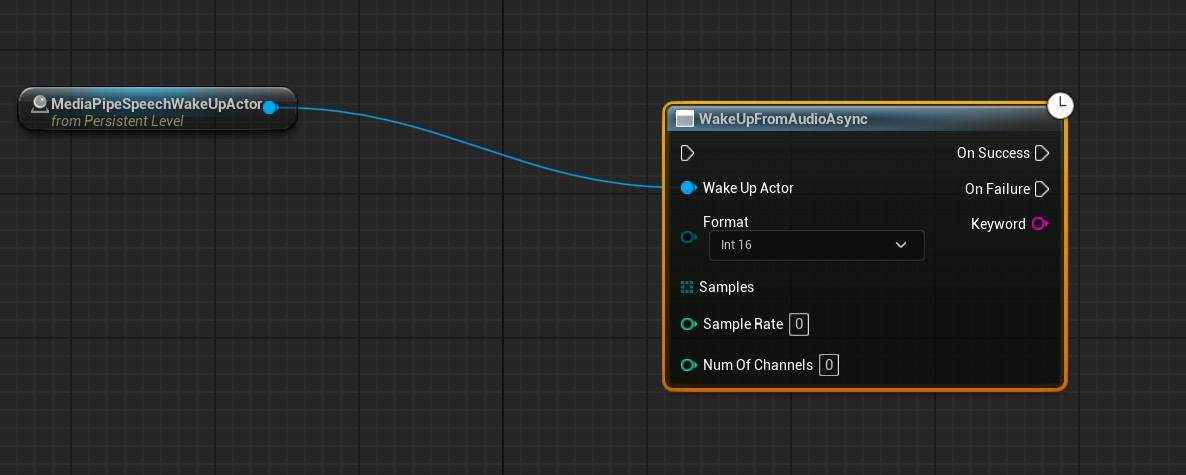 MediaPipeSpeechWakeUpActor
from Persistent Level
WakeUpFromAudioAsync
On Success
Wake Up Actor
On Failure
Format
Keyword
Int 16
Samples
Sample Rate 0
Num Of Channels 0